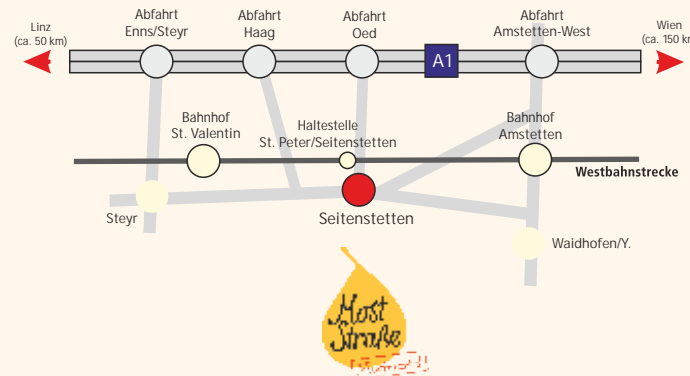 Linz
(ca. 50 km)
Abfahrt
Enns/Steyr
Abfahrt
Haag
Abfahrt
Oed
A1
Abfahrt
Amstetten-West
Wien
(ca. 150 km)
Bahnhof
St. Valentin
Haltestelle
St. Peter/Seitenstetten
Bahnhof
Amstetten
Westbahnstrecke
Steyr
Seitenstetten
Waidhofen/Y.
Most
Straße